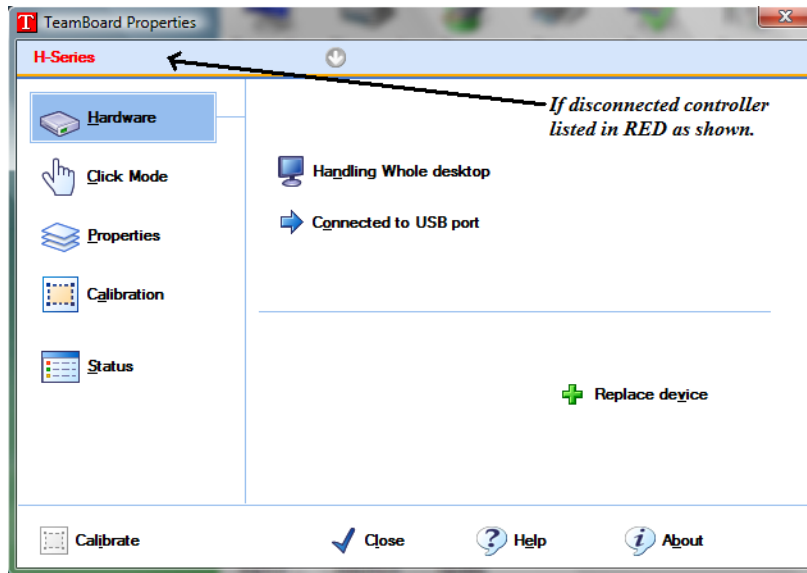 T TeamBoard Properties
H-Series
If disconnected controller
listed in RED as shown.
Hardware
Click Mode
Properties
Calibration
Status
Handling Whole desktop
Connected to USB port
Replace device
Calibrate
Close
? Help
i About